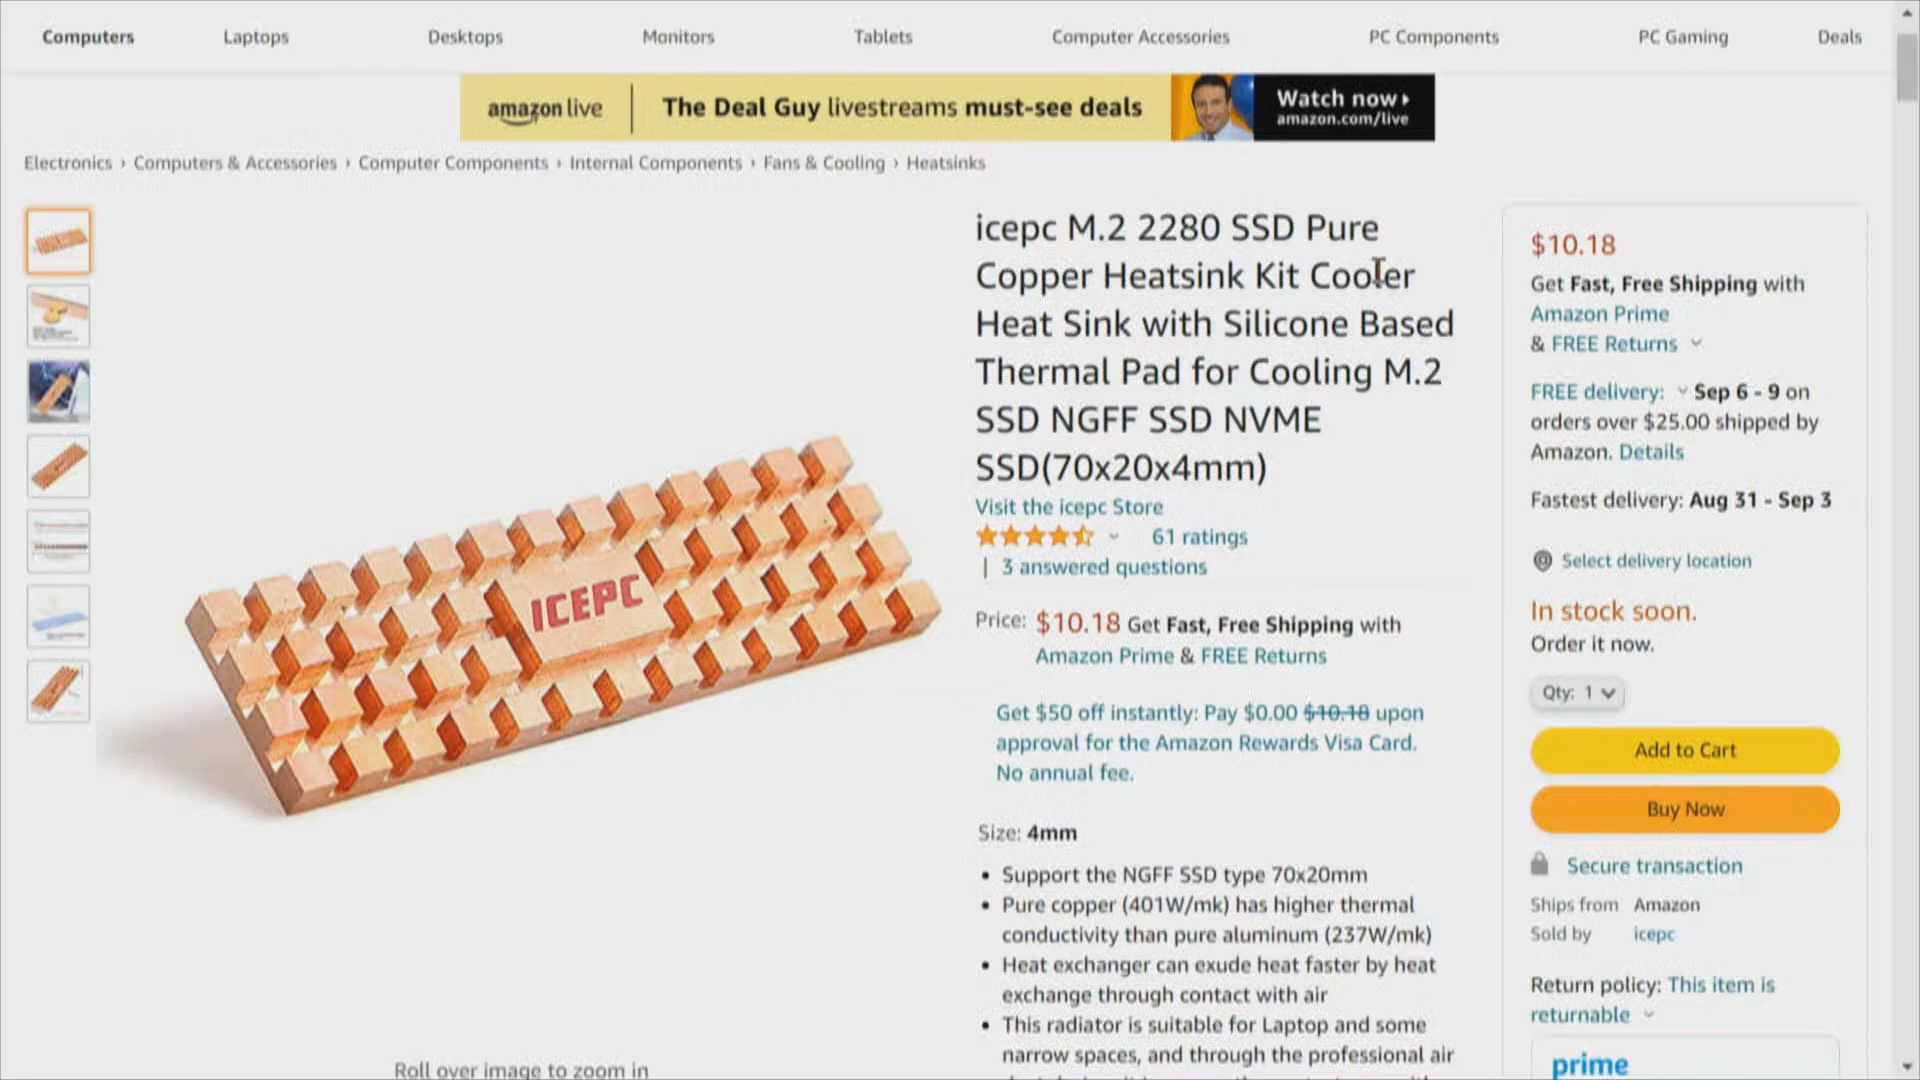 Computers Laptops Desktops Monitors Tablets Computer Accessories PC Components PC Gaming Deals
amazon live The Deal Guy livestreams must-see deals Watch now
amazon.com/live
Electronics › Computers & Accessories › Computer Components › Internal Components › Fans & Cooling › Heatsinks
ICEPC
Roll over image to zoom in
icepc M.2 2280 SSD Pure
Copper Heatsink Kit Cooler
Heat Sink with Silicone Based
Thermal Pad for Cooling M.2
SSD NGFF SSD NVME
SSD(70x20x4mm)
Visit the icepc Store
61 ratings
| 3 answered questions
Price: $10.18 Get Fast, Free Shipping with
Amazon Prime & FREE Returns
Get $50 off instantly: Pay $0.00 $10.18 upon
approval for the Amazon Rewards Visa Card.
No annual fee.
Size: 4mm
• Support the NGFF SSD type 70x20mm
• Pure copper (401W/mk) has higher thermal
conductivity than pure aluminum (237W/mk)
• Heat exchanger can exude heat faster by heat
exchange through contact with air
• This radiator is suitable for Laptop and some
narrow spaces, and through the professional air
$10.18
Get Fast, Free Shipping with
Amazon Prime
& FREE Returns
FREE delivery: Sep 6 - 9 on
orders over $25.00 shipped by
Amazon. Details
Fastest delivery: Aug 31 - Sep 3
Select delivery location
In stock soon.
Order it now.
Qty: 1
Add to Cart
Buy Now
Secure transaction
Ships from Amazon
Sold by icepc
Return policy: This item is
returnable
prime